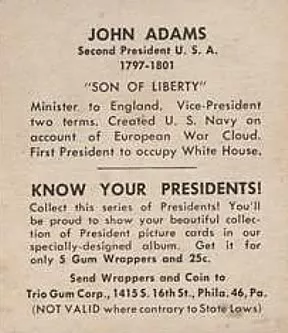 JOHN ADAMS
Second President U. S. A.
1797-1801
"SON OF LIBERTY"
Minister to England. Vice-President
two terms. Created U. S. Navy on
account of European War Cloud.
First President to occupy White House.
KNOW YOUR PRESIDENTS!
Collect this series of Presidents! You'll
be proud to show your beautiful collec-
tion of President picture cards in our
specially-designed album. Get it for
only 5 Gum Wrappers and 25c.
Send Wrappers and Coin to
Trio Gum Corp., 1415 S. 16th St., Phila. 46, Pa.
(NOT VALID where contrary to State Laws)